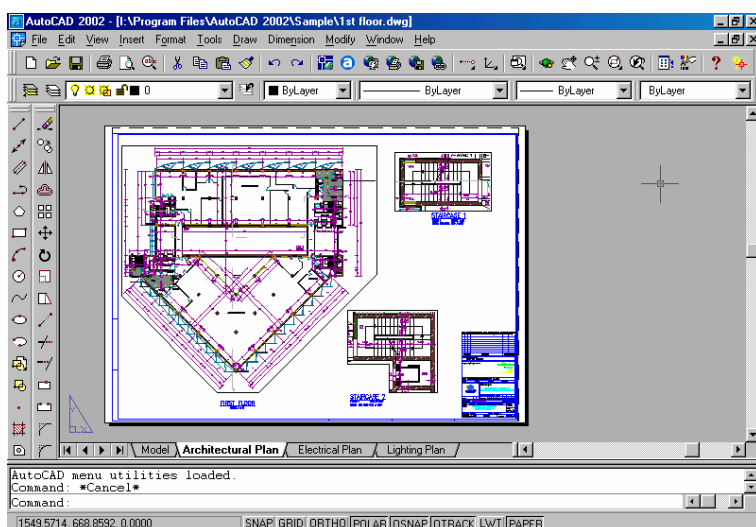 AutoCAD 2002 - [I:\Program Files\AutoCAD 2002\Sample\1st floor.dwg]
File Edit View Insert Format Tools Draw Dimension Modify Window Help
0 ByLayer ByLayer ByLayer ByLayer
STAIRCASE 1
FIRST FLOOR
STAIRCASE 2
Model Architectural Plan Electrical Plan Lighting Plan
AutoCAD menu utilities loaded.
Command: *Cancel*
Command:
1549.5714, 668.8592, 0.0000 SNAP GRID ORTHO POLAR OSNAP OTRACK LWT PAPER